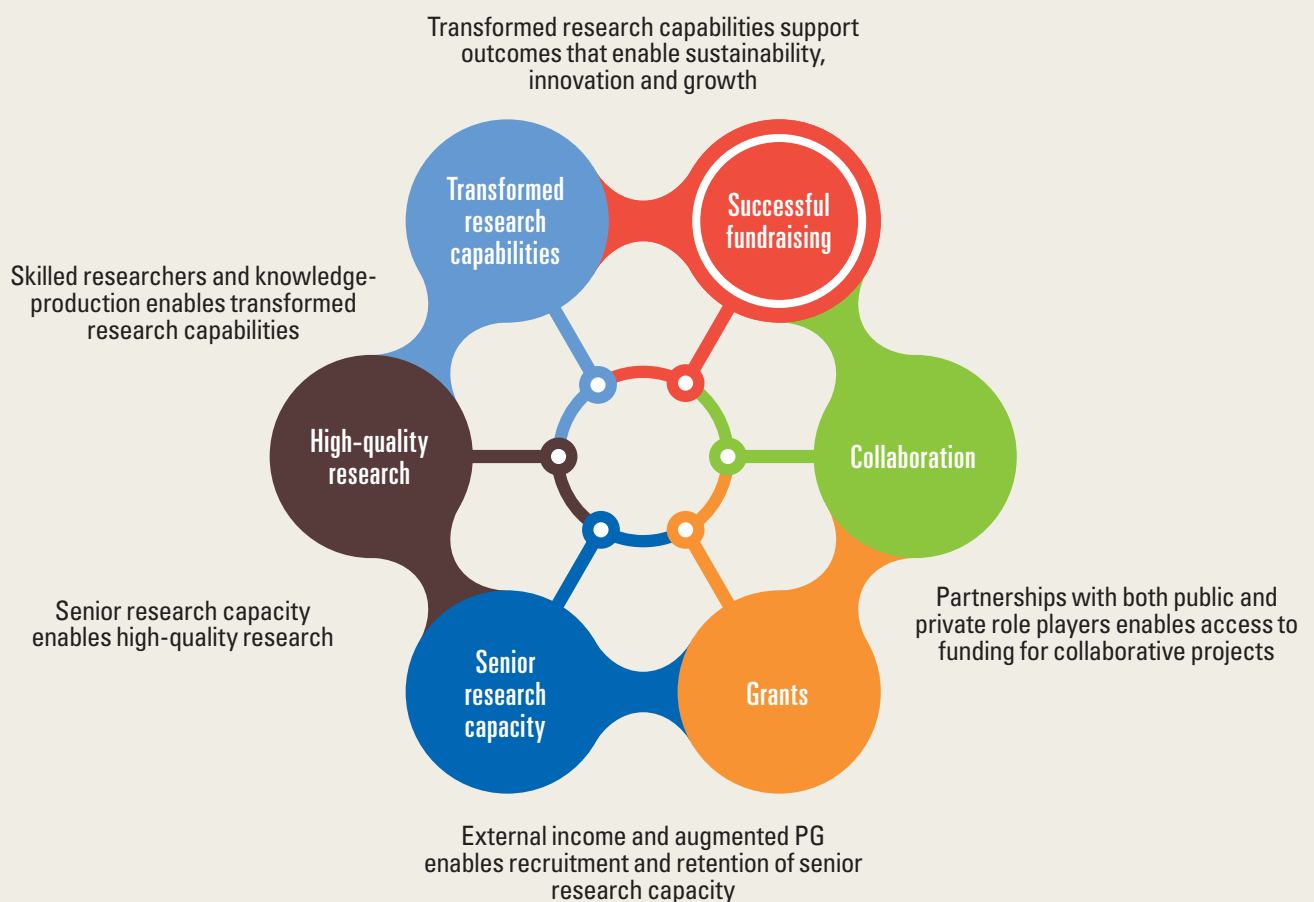 Transformed research capabilities support
outcomes that enable sustainability,
innovation and growth
Transformed
research
capabilities
Successful
fundraising
Skilled researchers and knowledge-
production enables transformed
research capabilities
High-quality
research
Collaboration
Senior research capacity
enables high-quality research
Partnerships with both public and
private role players enables access to
funding for collaborative projects
Senior
research
capacity
Grants
External income and augmented PG
enables recruitment and retention of senior
research capacity